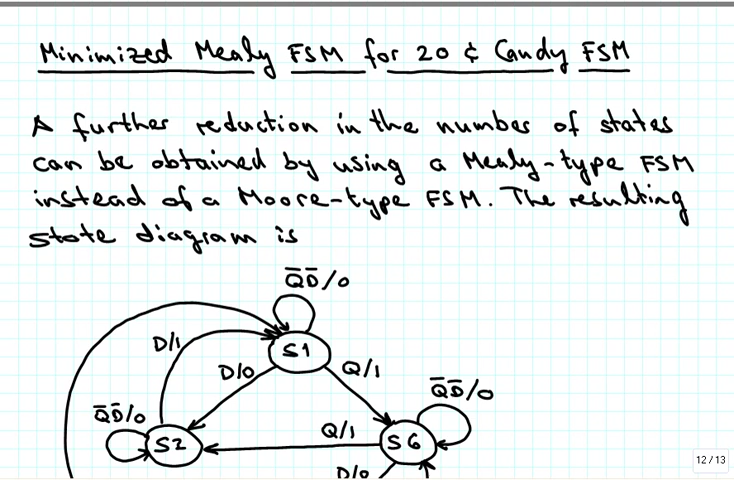 Minimized Mealy FSM for 20 ¢ Candy FSM
A further reduction in the number of states
can be obtained by using a Mealy-type FSM
instead of a Moore-type FSM. The resulting
state diagram is
Q̄D̄/0
D/1
S1
D/0
Q/1
Q̄D̄/0
Q̄D̄/0
S2
Q/1
S6
D/0
12/13